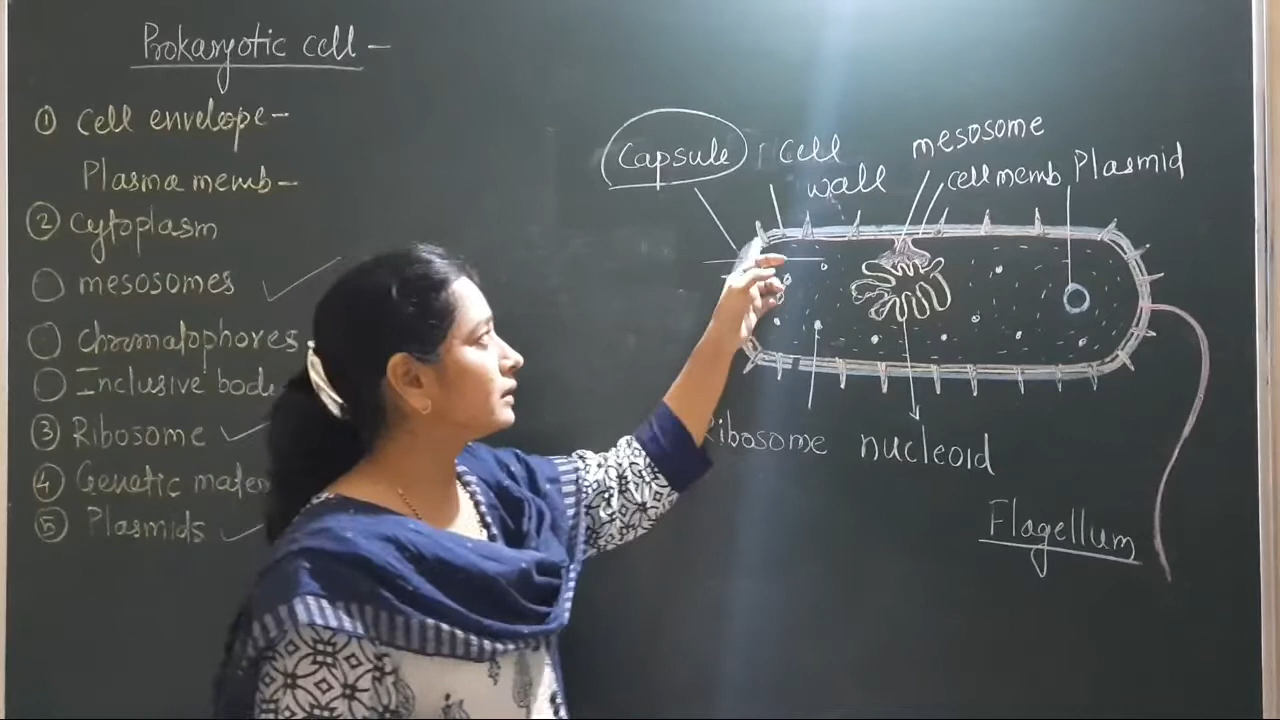 Prokaryotic cell -
① Cell envelope-
Plasma memb-
② Cytoplasm
mesosomes
chromatophores
Inclusive bod
③ Ribosome
④ Genetic mater
⑤ Plasmids
Capsule
cell
wall
mesosome
cell memb
Plasmid
Ribosome
nucleoid
Flagellum